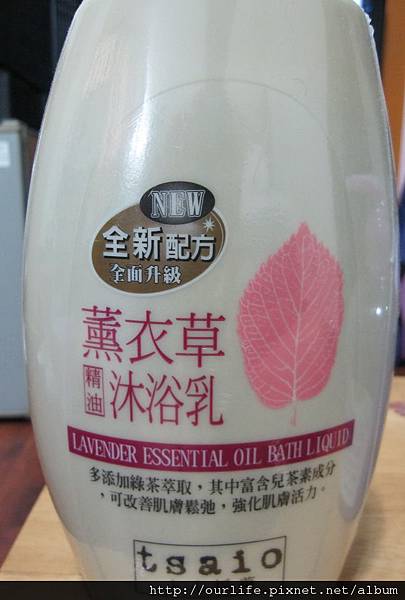 NEW
全新配方
全面升級
薰衣草
精油
沐浴乳
LAVENDER ESSENTIAL OIL BATH LIQUID
多添加綠茶萃取，其中富含兒茶素成分
，可改善肌膚鬆弛，強化肌膚活力。
tsaio
http://ourlife.pixnet.net/album